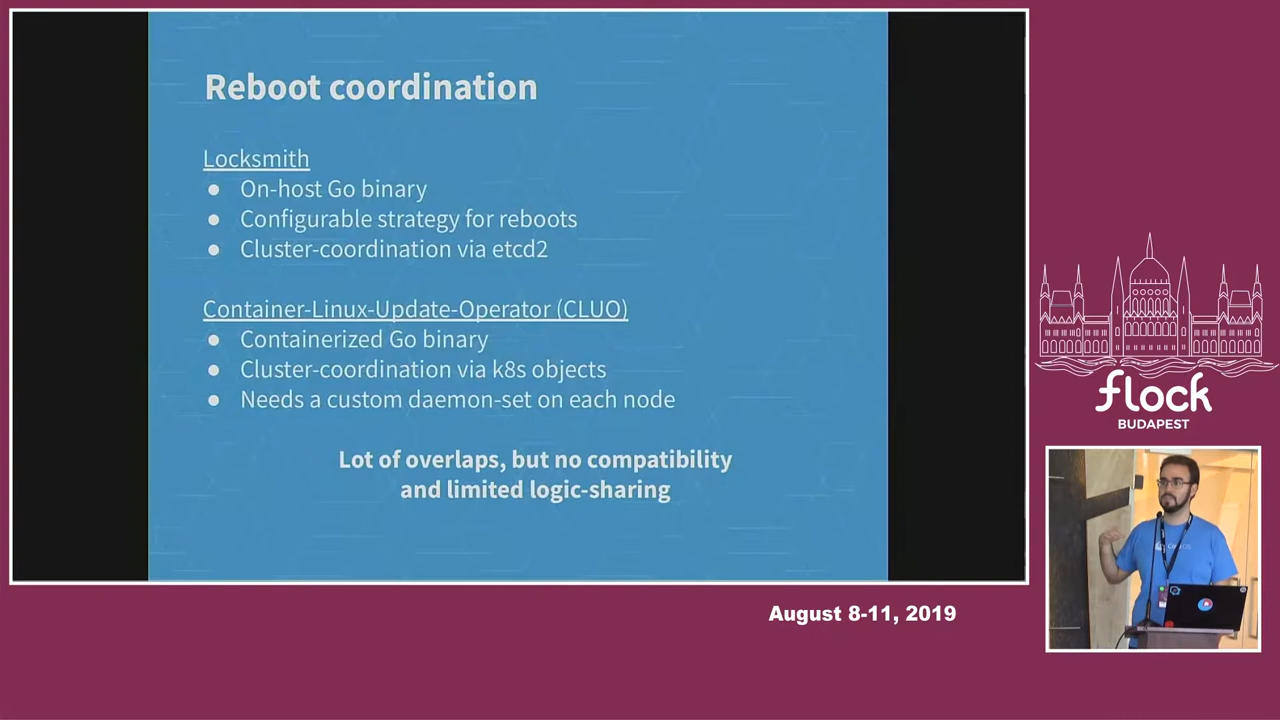 Reboot coordination
Locksmith
● On-host Go binary
● Configurable strategy for reboots
● Cluster-coordination via etcd2
Container-Linux-Update-Operator (CLUO)
● Containerized Go binary
● Cluster-coordination via k8s objects
● Needs a custom daemon-set on each node
Lot of overlaps, but no compatibility
and limited logic-sharing
flock
BUDAPEST
August 8-11, 2019